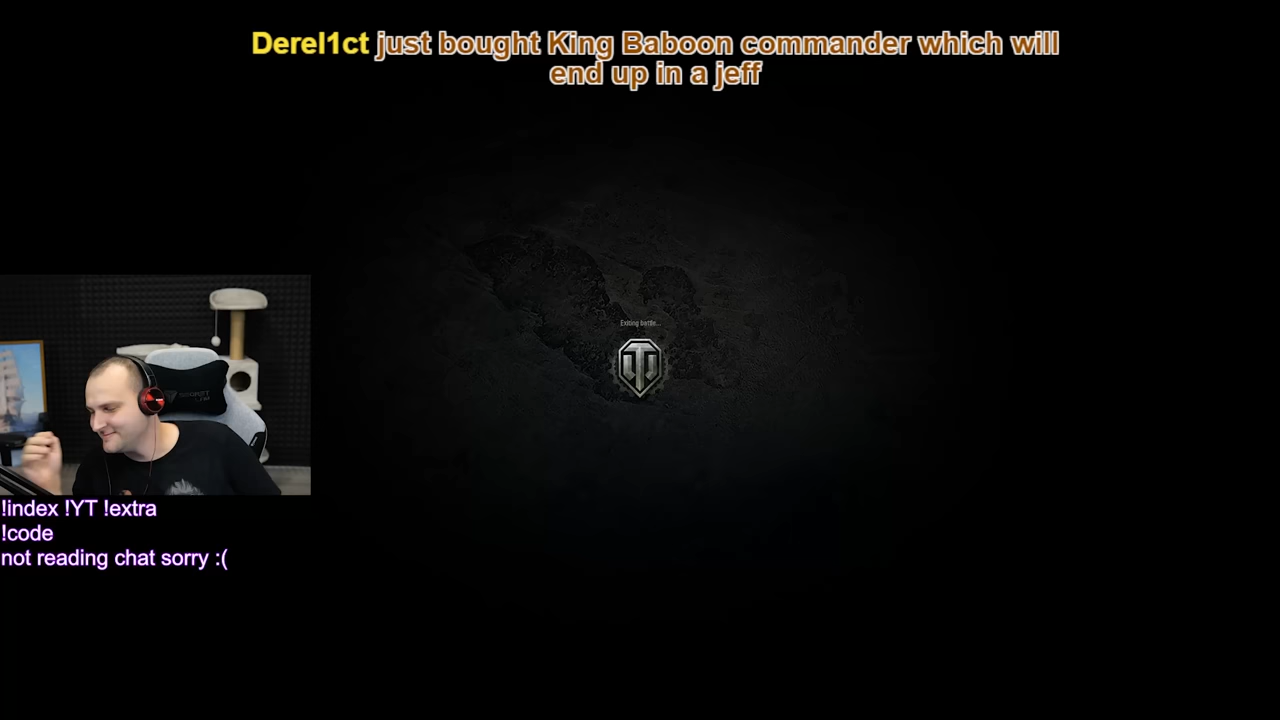 Derel1ct just bought King Baboon commander which will
end up in a jeff
Exiting battle...
!index !YT !extra
!code
not reading chat sorry :(